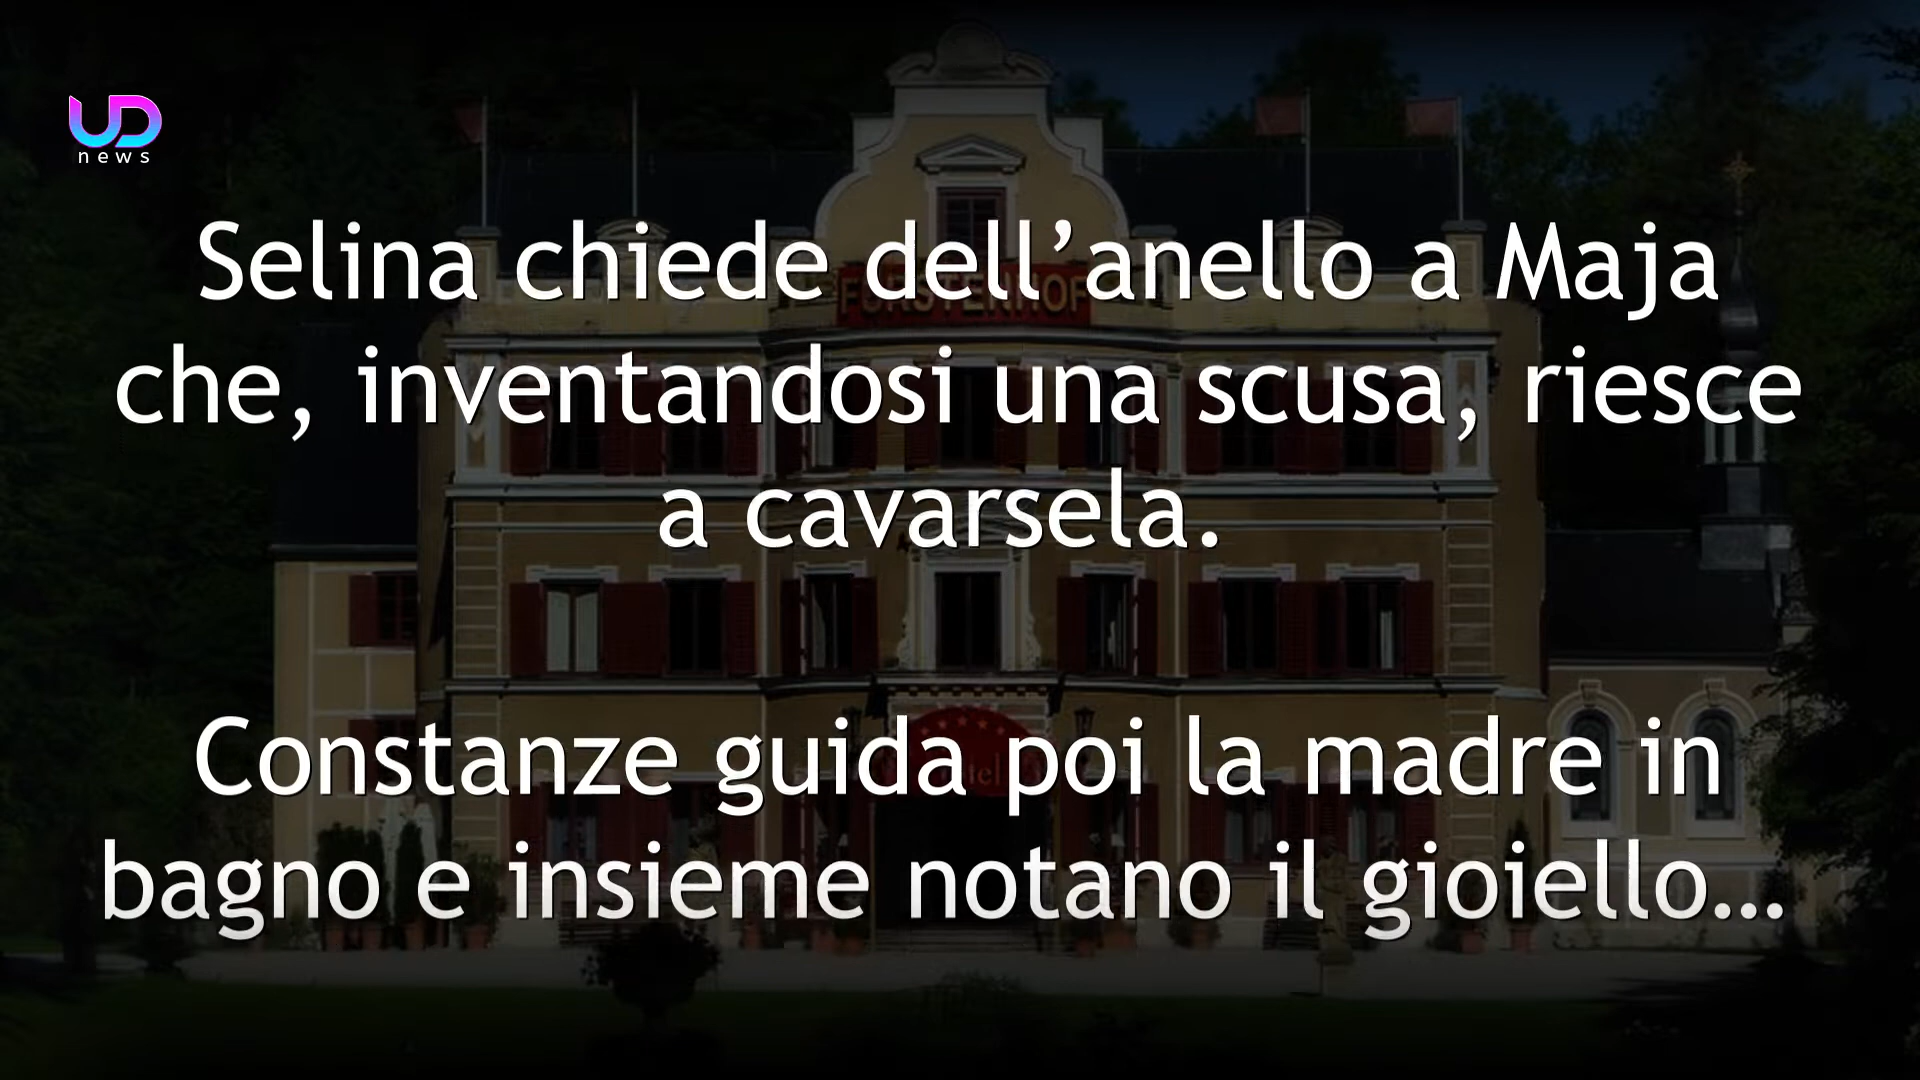 UD
news
Selina chiede dell’anello a Maja
che, inventandosi una scusa, riesce
a cavarsela.
FÜRSTENHOF
Constanze guida poi la madre in
bagno e insieme notano il gioiello...